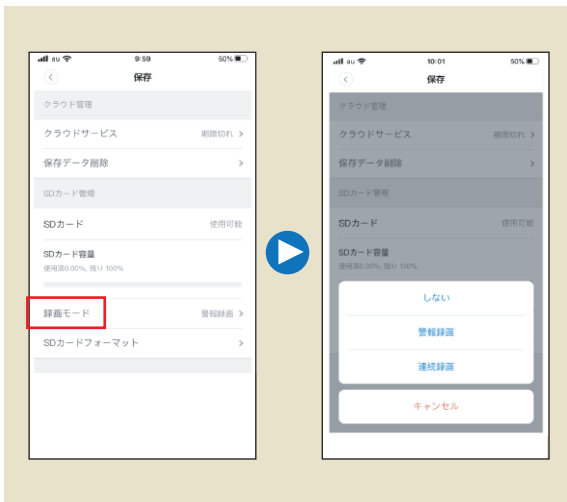 au 9:59 50%
保存
クラウド管理
クラウドサービス 期限切れ
保存データ削除
SDカード管理
SDカード 使用可能
SDカード容量
使用済0.00%, 残り 100%
録画モード 警報録画
SDカードフォーマット
au 10:01 50%
保存
クラウド管理
クラウドサービス 期限切れ
保存データ削除
SDカード管理
SDカード 使用可能
SDカード容量
使用済0.00%, 残り 100%
しない
警報録画
連続録画
キャンセル